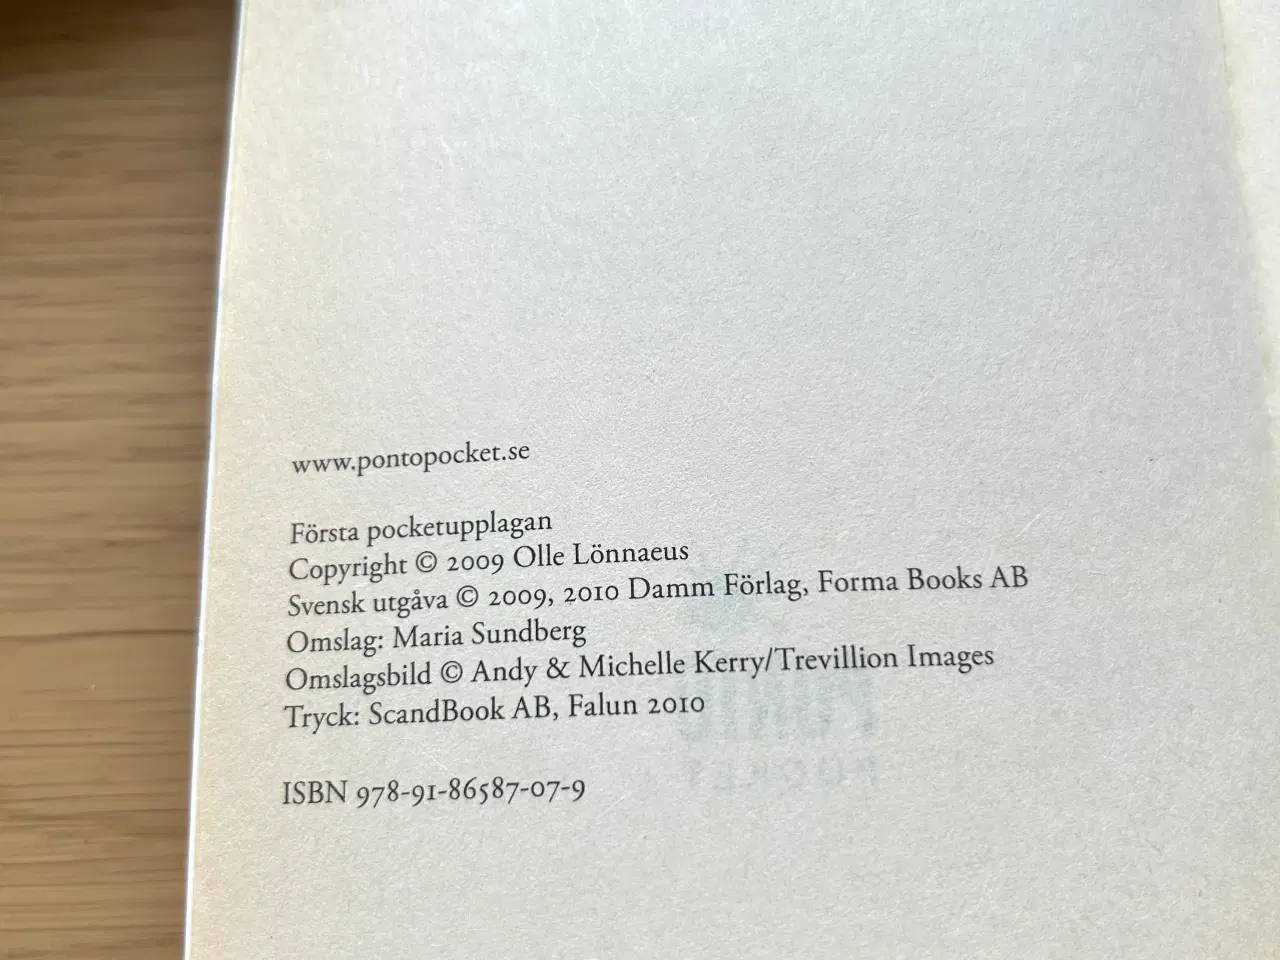 www.pontopocket.se
Första pocketupplagan
Copyright © 2009 Olle Lönnaeus
Svensk utgåva © 2009, 2010 Damm Förlag, Forma Books AB
Omslag: Maria Sundberg
Omslagsbild © Andy & Michelle Kerry/Trevillion Images
Tryck: ScandBook AB, Falun 2010
ISBN 978-91-86587-07-9